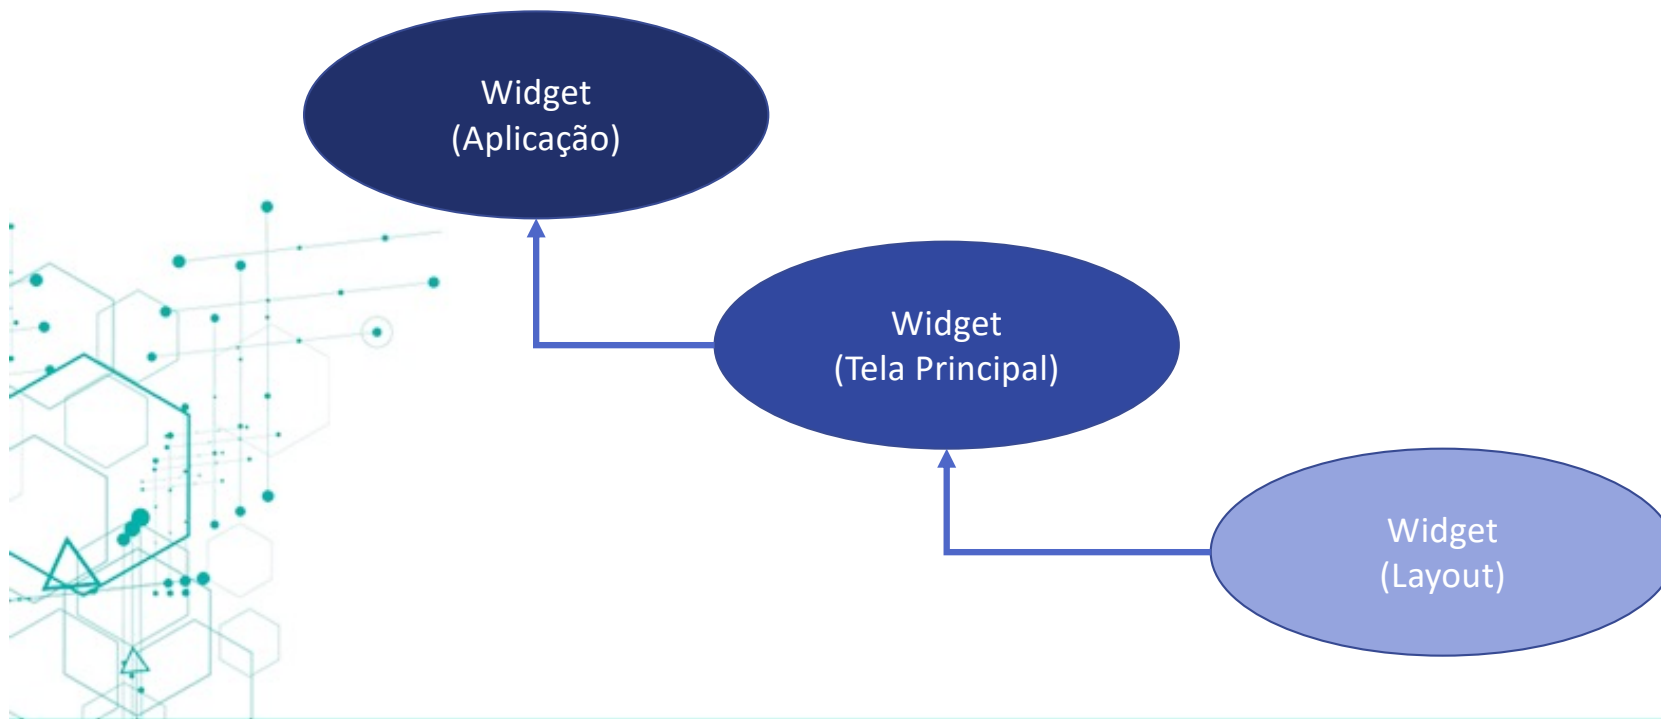 Widget
(Aplicação)
Widget
(Tela Principal)
Widget
(Layout)